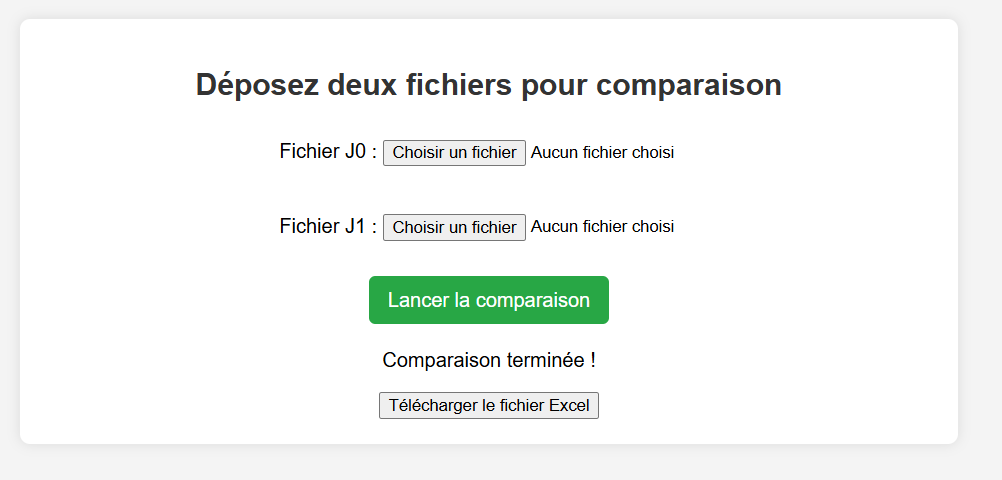 Déposez deux fichiers pour comparaison
Fichier J0 : Choisir un fichier Aucun fichier choisi
Fichier J1 : Choisir un fichier Aucun fichier choisi
Lancer la comparaison
Comparaison terminée !
Télécharger le fichier Excel